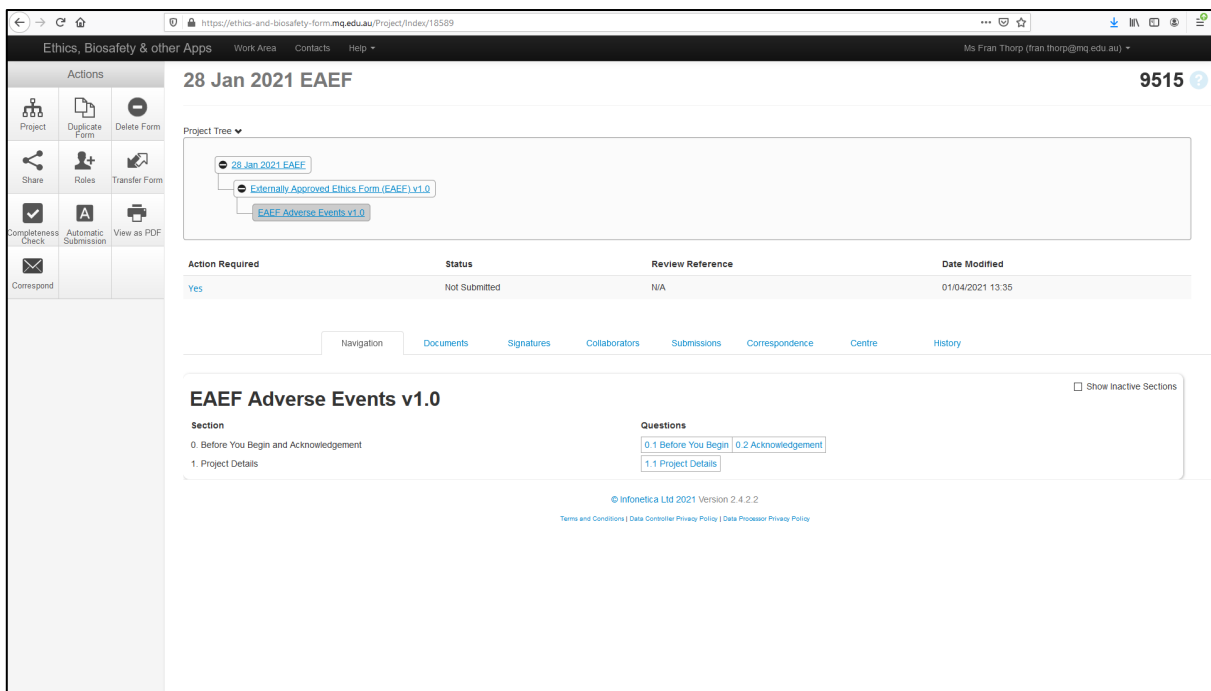 https://ethics-and-biosafety-form.mq.edu.au/Project/Index/18589
Ethics, Biosafety & other Apps Work Area Contacts Help Ms Fran Thorp (fran.thorp@mq.edu.au)
Actions
Project Duplicate Form Delete Form
Share Roles Transfer Form
Completeness Check Automatic Submission View as PDF
Correspond
28 Jan 2021 EAEF 9515 ?
Project Tree
28 Jan 2021 EAEF
Externally Approved Ethics Form (EAEF) v1.0
EAEF Adverse Events v1.0
Action Required Status Review Reference Date Modified
Yes Not Submitted N/A 01/04/2021 13:35
Navigation Documents Signatures Collaborators Submissions Correspondence Centre History
Show Inactive Sections
EAEF Adverse Events v1.0
Section Questions
0. Before You Begin and Acknowledgement 0.1 Before You Begin 0.2 Acknowledgement
1. Project Details 1.1 Project Details
© Infonetica Ltd 2021 Version 2.4.2.2
Terms and Conditions | Data Controller Privacy Policy | Data Processor Privacy Policy